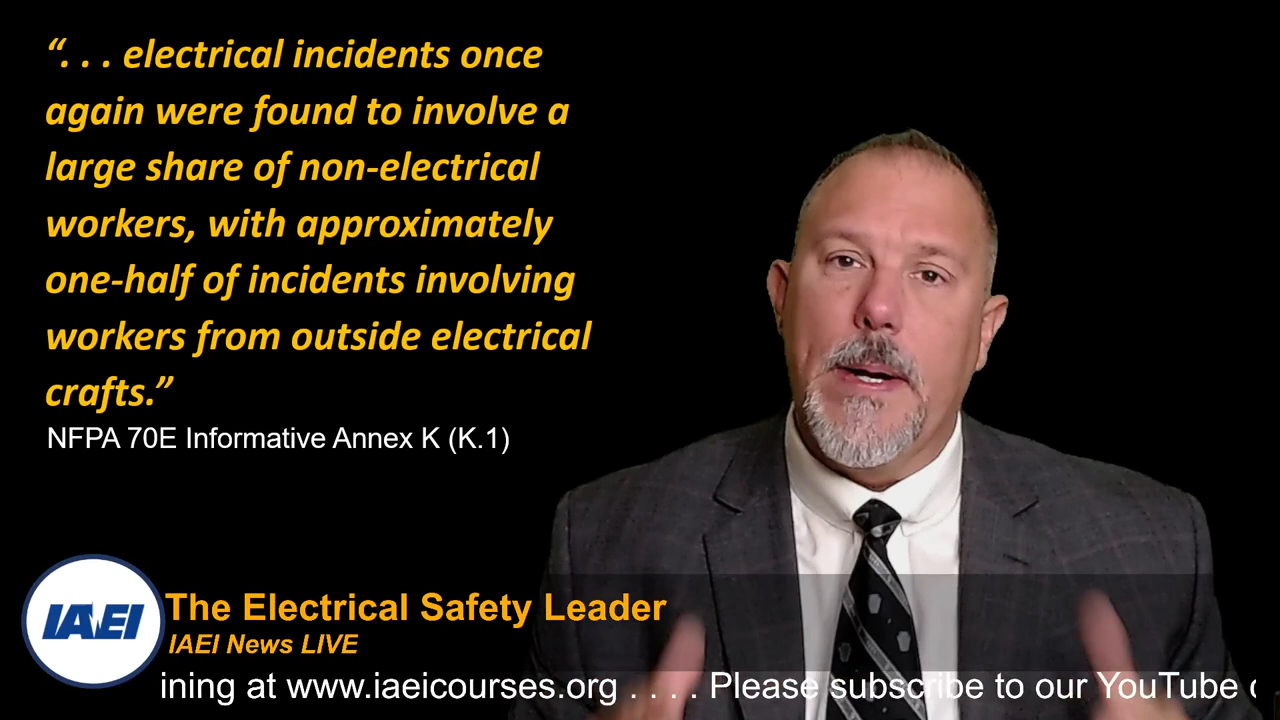 “. . . electrical incidents once
again were found to involve a
large share of non-electrical
workers, with approximately
one-half of incidents involving
workers from outside electrical
crafts.”
NFPA 70E Informative Annex K (K.1)
IAEI
The Electrical Safety Leader
IAEI News LIVE
ining at www.iaeicourses.org . . . . Please subscribe to our YouTube